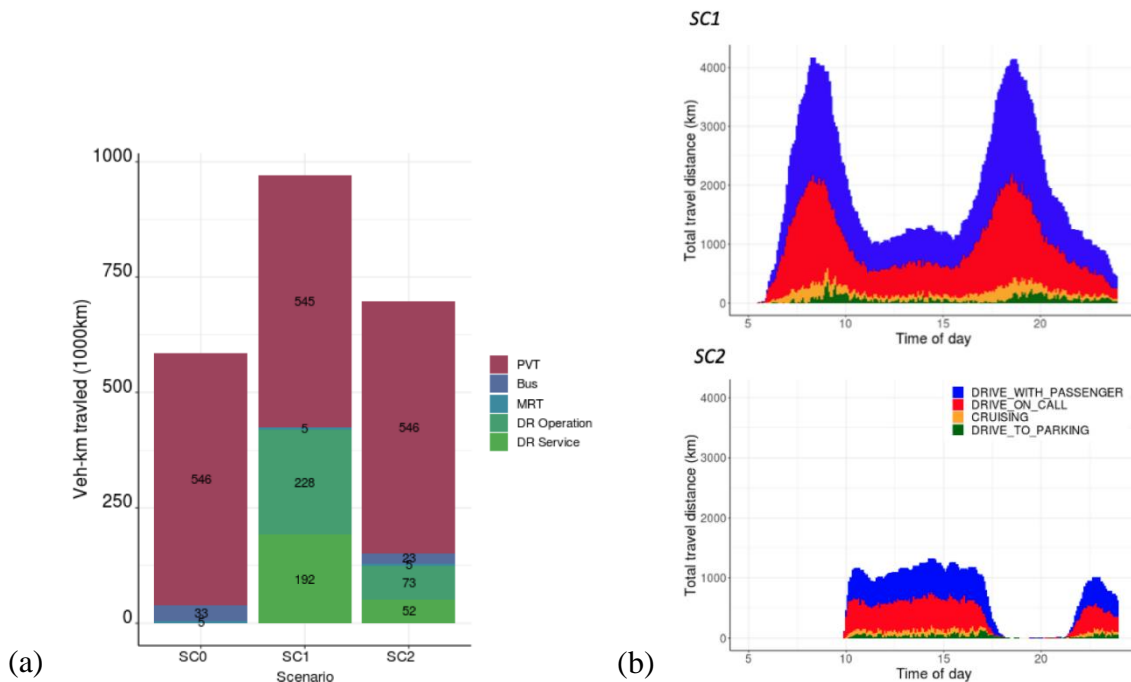 (a)
Veh-km travled (1000km)
1000
750
500
250
0
546
33
5
545
5
228
192
546
23
5
73
52
SC0 SC1 SC2
Scenario
PVT
Bus
MRT
DR Operation
DR Service
(b)
SC1
Total travel distance (km)
4000
3000
2000
1000
0
5 10 15 20
Time of day
SC2
Total travel distance (km)
4000
3000
2000
1000
0
5 10 15 20
Time of day
DRIVE_WITH_PASSENGER
DRIVE_ON_CALL
CRUISING
DRIVE_TO_PARKING